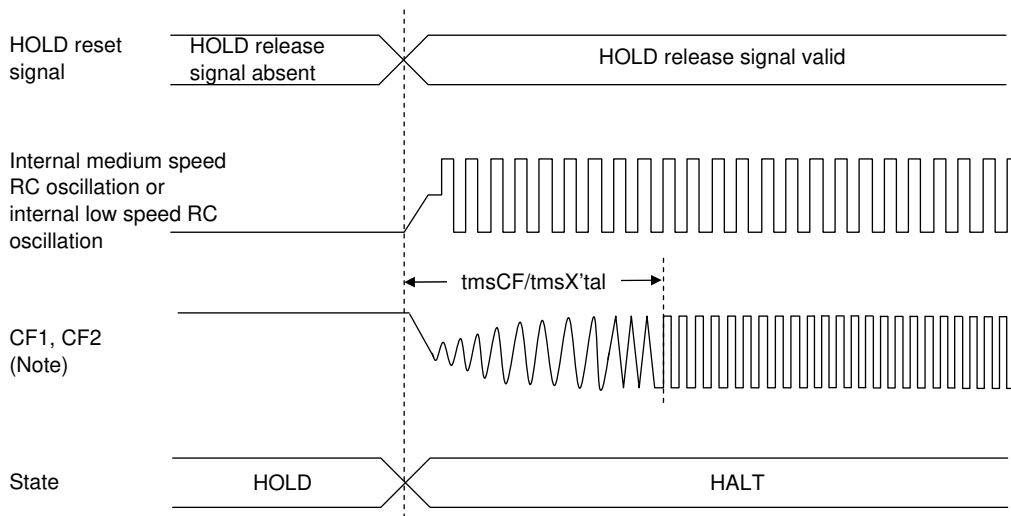 HOLD reset
signal
HOLD release
signal absent
HOLD release signal valid
Internal medium speed
RC oscillation or
internal low speed RC
oscillation
tmsCF/tmsX'tal
CF1, CF2
(Note)
State
HOLD
HALT